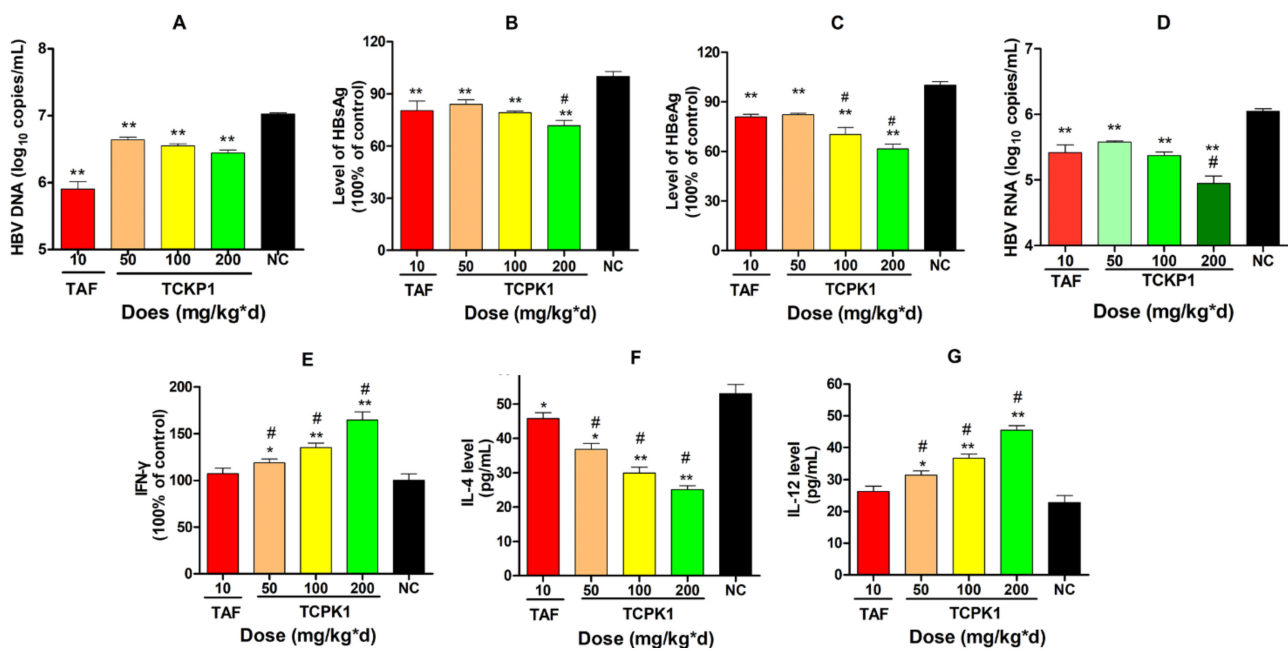 A
HBV DNA (log10 copies/mL)
8
7
6
5
**
**
**
**
10
50
100
200
NC
TAF
TCKP1
Does (mg/kg*d)
B
Level of HBsAg
(100% of control)
120
90
60
30
0
**
**
**
#
**
10
50
100
200
NC
TAF
TCPK1
Dose (mg/kg*d)
C
Level of HBeAg
(100% of control)
120
90
60
30
0
**
**
#
**
#
**
10
50
100
200
NC
TAF
TCPK1
Dose (mg/kg*d)
D
HBV RNA (log10 copies/mL)
7
6
5
4
**
**
**
**
#
10
50
100
200
NC
TAF
TCKP1
Dose (mg/kg*d)
E
IFN-γ
(100% of control)
200
150
100
50
0
#
*
#
**
#
**
10
50
100
200
NC
TAF
TCPK1
Dose (mg/kg*d)
F
IL-4 level
(pg/mL)
50
40
30
20
10
0
*
#
*
#
**
#
**
10
50
100
200
NC
TAF
TCPK1
Dose (mg/kg*d)
G
IL-12 level
(pg/mL)
60
50
40
30
20
10
0
#
*
#
**
#
**
10
50
100
200
NC
TAF
TCPK1
Dose (mg/kg*d)